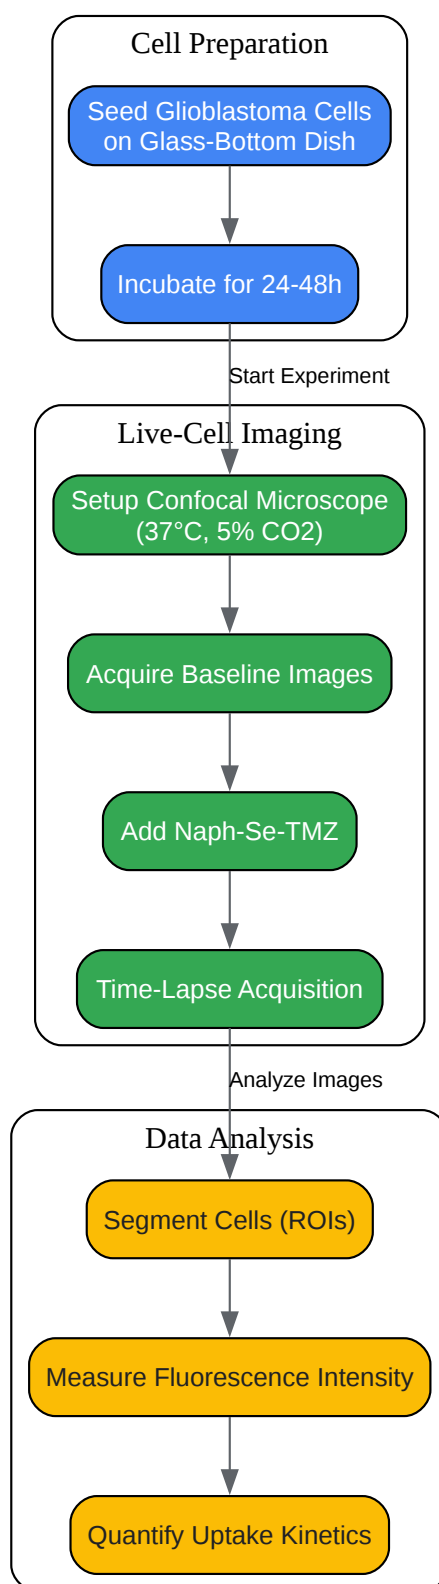 Cell Preparation
Seed Glioblastoma Cells
on Glass-Bottom Dish
Incubate for 24-48h
Start Experiment
Live-Cell Imaging
Setup Confocal Microscope
(37°C, 5% CO2)
Acquire Baseline Images
Add Naph-Se-TMZ
Time-Lapse Acquisition
Analyze Images
Data Analysis
Segment Cells (ROIs)
Measure Fluorescence Intensity
Quantify Uptake Kinetics